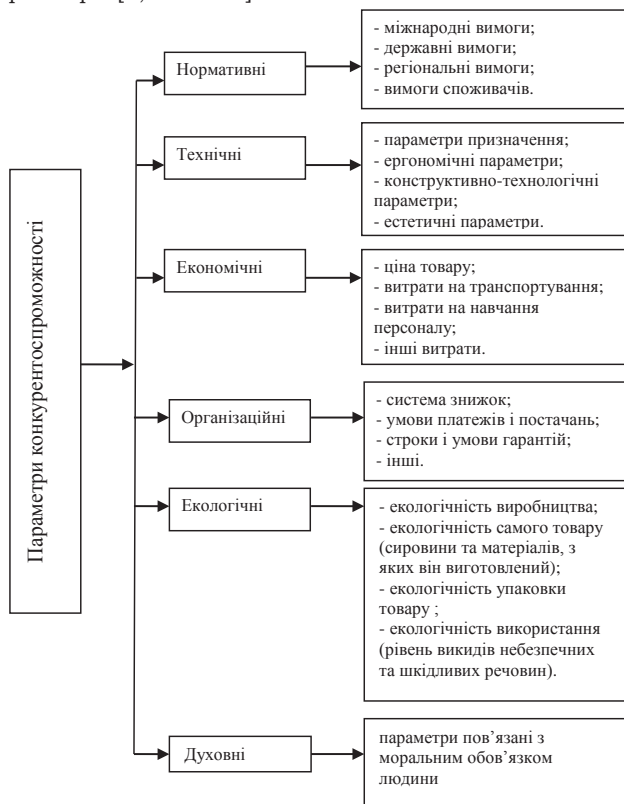 Параметри конкурентоспроможності
Нормативні
- міжнародні вимоги;
- державні вимоги;
- регіональні вимоги;
- вимоги споживачів.
Технічні
- параметри призначення;
- ергономічні параметри;
- конструктивно-технологічні
параметри;
- естетичні параметри.
Економічні
- ціна товару;
- витрати на транспортування;
- витрати на навчання
персоналу;
- інші витрати.
Організаційні
- система знижок;
- умови платежів і постачань;
- строки і умови гарантій;
- інші.
Екологічні
- екологічність виробництва;
- екологічність самого товару
(сировини та матеріалів, з
яких він виготовлений);
- екологічність упаковки
товару ;
- екологічність використання
(рівень викидів небезпечних
та шкідливих речовин).
Духовні
параметри пов’язані з
моральним обов’язком
людини